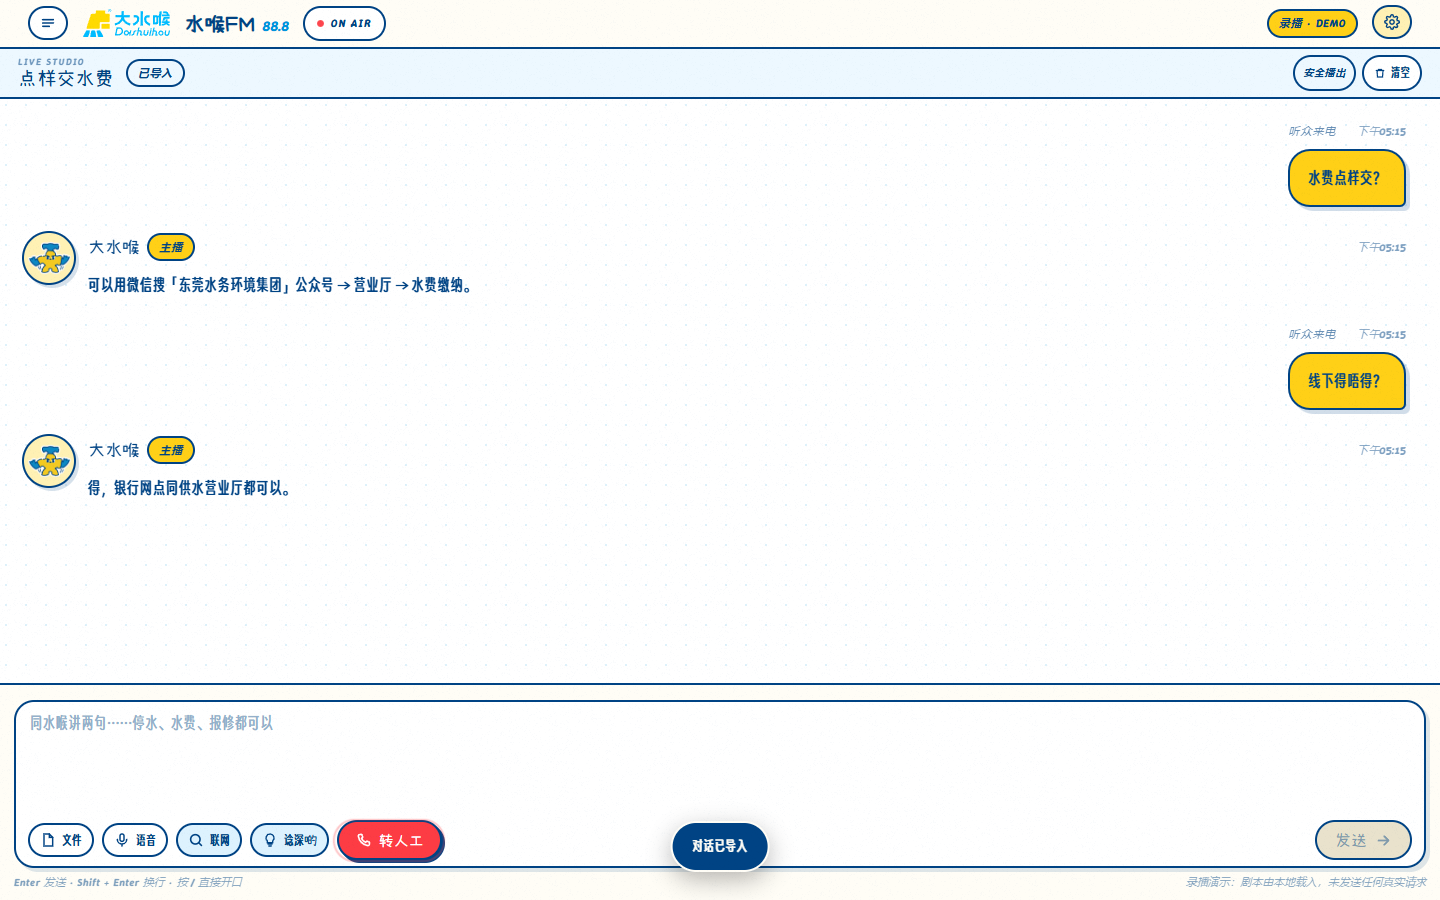 大水喉
Dashuihou
水喉FM 88.8
ON AIR
录播 · DEMO
LIVE STUDIO
点样交水费
已导入
安全播出
清空
听众来电 下午05:15
水费点样交？
大水喉 主播 下午05:15
可以用微信搜「东莞水务环境集团」公众号 → 营业厅 → 水费缴纳。
听众来电 下午05:15
线下得唔得？
大水喉 主播 下午05:15
得，银行网点同供水营业厅都可以。
同水喉讲两句⋯⋯停水、水费、报修都可以
文件
语音
联网
谂深啲
转人工
对话已导入
发送 →
Enter 发送 · Shift + Enter 换行 · 按 / 直接开口
录播演示：剧本由本地载入，未发送任何真实请求